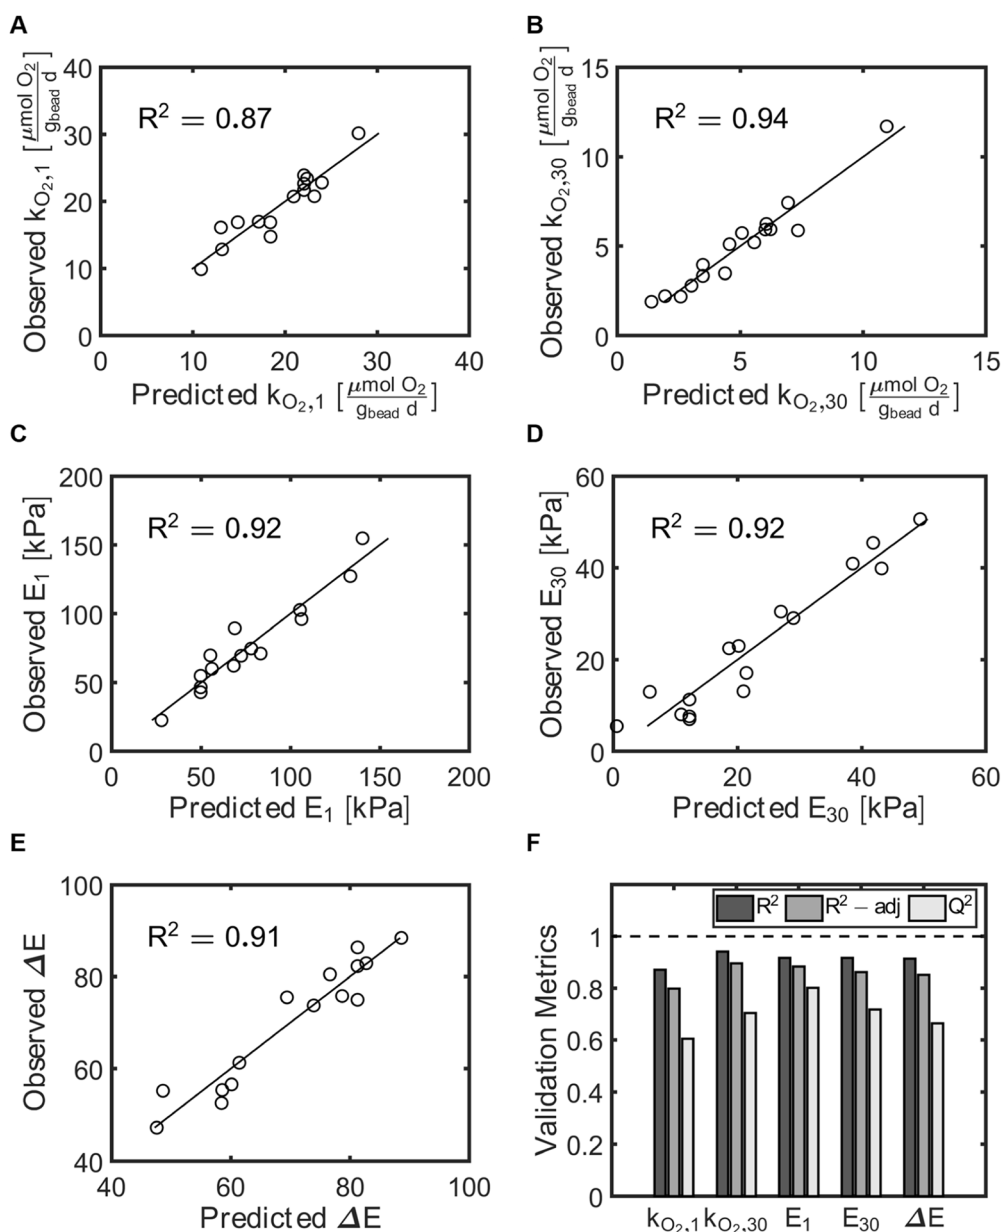 A
Observed kO₂,₁ [μmol O₂ / g_bead d]
R² = 0.87
40
30
20
10
0
0 10 20 30 40
Predicted kO₂,₁ [μmol O₂ / g_bead d]
B
Observed kO₂,₃₀ [μmol O₂ / g_bead d]
R² = 0.94
15
10
5
0
0 5 10 15
Predicted kO₂,₃₀ [μmol O₂ / g_bead d]
C
Observed E₁ [kPa]
R² = 0.92
200
150
100
50
0
0 50 100 150 200
Predicted E₁ [kPa]
D
Observed E₃₀ [kPa]
R² = 0.92
60
40
20
0
0 20 40 60
Predicted E₃₀ [kPa]
E
Observed ΔE
R² = 0.91
100
80
60
40
40 60 80 100
Predicted ΔE
F
Validation Metrics
R² R² − adj Q²
1
0.8
0.6
0.4
0.2
0
kO₂,₁ kO₂,₃₀ E₁ E₃₀ ΔE